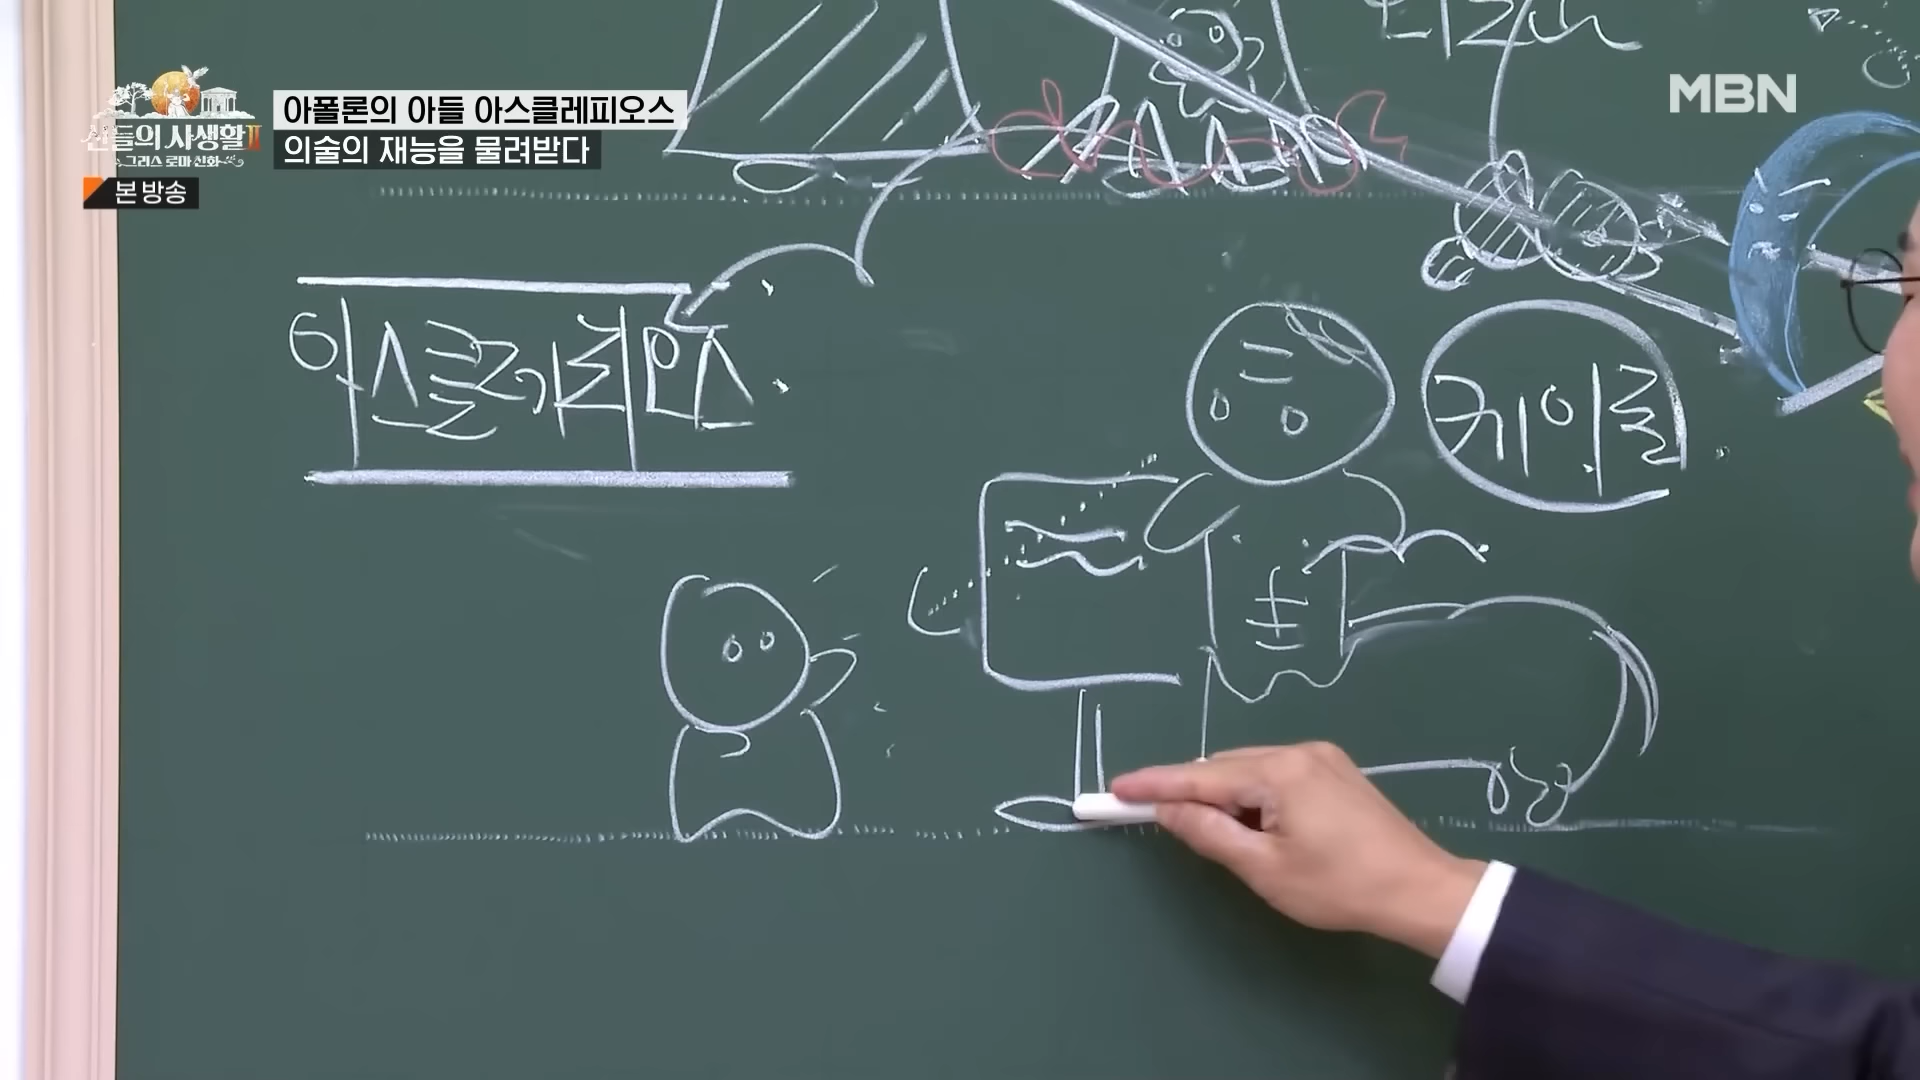 아폴론의 아들 아스클레피오스
의술의 재능을 물려받다
MBN
신들의 사생활 II
그리스 로마 신화
본 방송
아스클레피오스
케이론